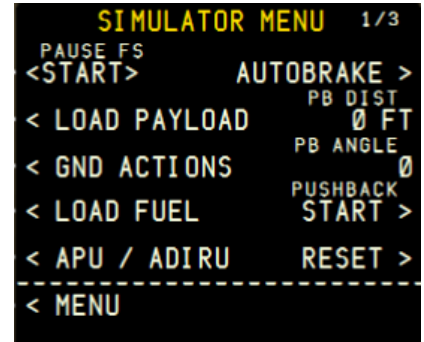 SIMULATOR MENU 1/3
PAUSE FS
<START> AUTOBRAKE >
PB DIST
< LOAD PAYLOAD 0 FT
PB ANGLE
< GND ACTIONS 0
PUSHBACK
< LOAD FUEL START >
< APU / ADIRU RESET >
< MENU